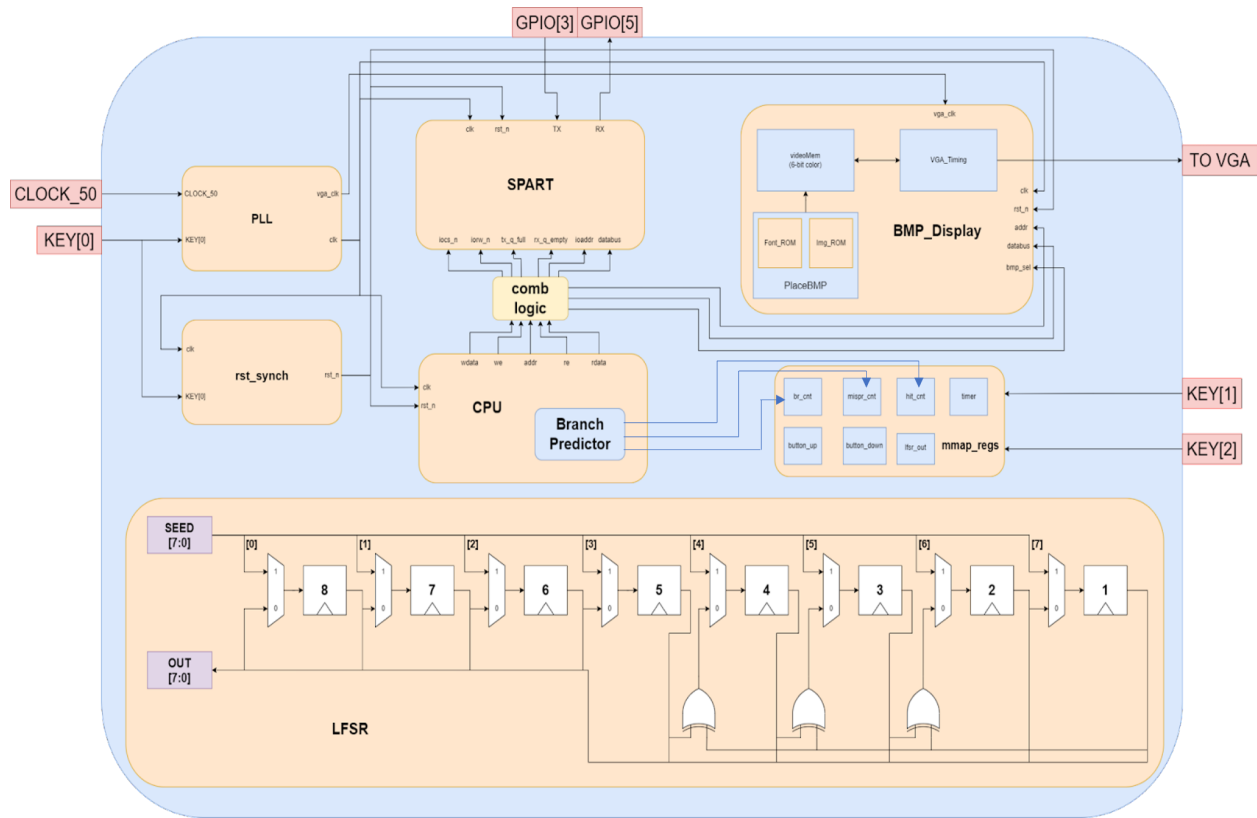 GPIO[3] GPIO[5]
CLOCK_50
KEY[0]
CLOCK_50
vga_clk
PLL
KEY[0]
clk
clk
rst_synch
rst_n
KEY[0]
clk
rst_n
TX
RX
SPART
iocs_n
iorw_n
tx_q_full
rx_q_empty
ioaddr
databus
comb
logic
wdata
we
addr
re
rdata
clk
rst_n
CPU
Branch
Predictor
vga_clk
videoMem
(6-bit color)
VGA_Timing
Font_ROM
Img_ROM
PlaceBMP
BMP_Display
clk
rst_n
addr
databus
bmp_sel
TO VGA
br_cnt
mispr_cnt
hit_cnt
timer
button_up
button_down
lfsr_out
mmap_regs
KEY[1]
KEY[2]
SEED
[7:0]
[0]
[1]
[2]
[3]
[4]
[5]
[6]
[7]
1
1
1
1
1
1
1
1
8
7
6
5
4
3
2
1
0
0
0
0
0
0
0
0
OUT
[7:0]
LFSR